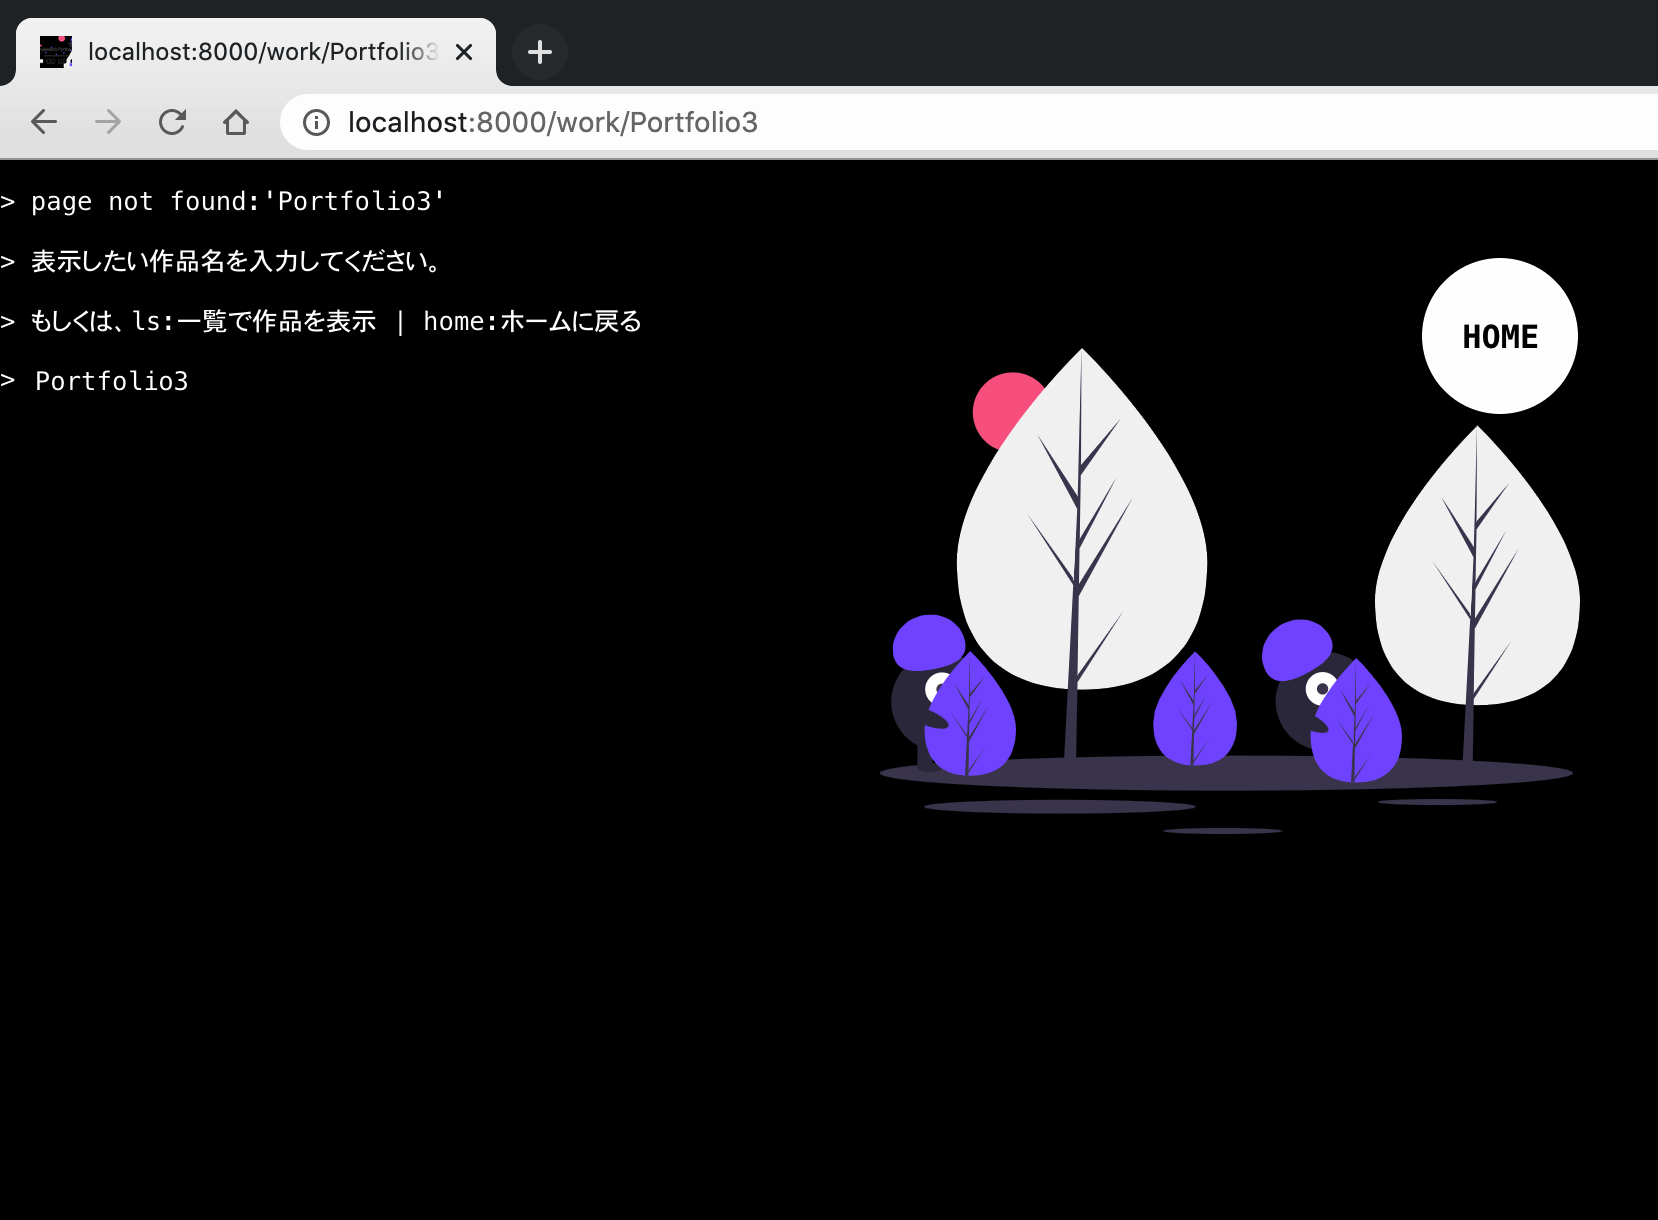 localhost:8000/work/Portfolio3
localhost:8000/work/Portfolio3
> page not found:'Portfolio3'
> 表示したい作品名を入力してください。
> もしくは、ls:一覧で作品を表示 | home:ホームに戻る
> Portfolio3
HOME